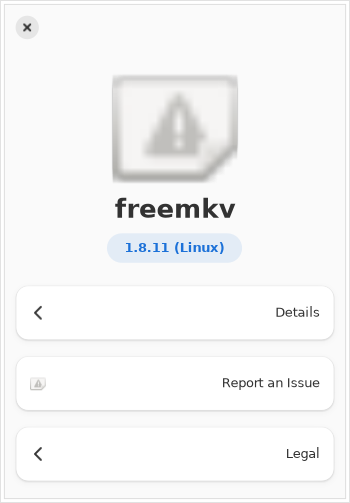 freemkv
1.8.11 (Linux)
Details
Report an Issue
Legal